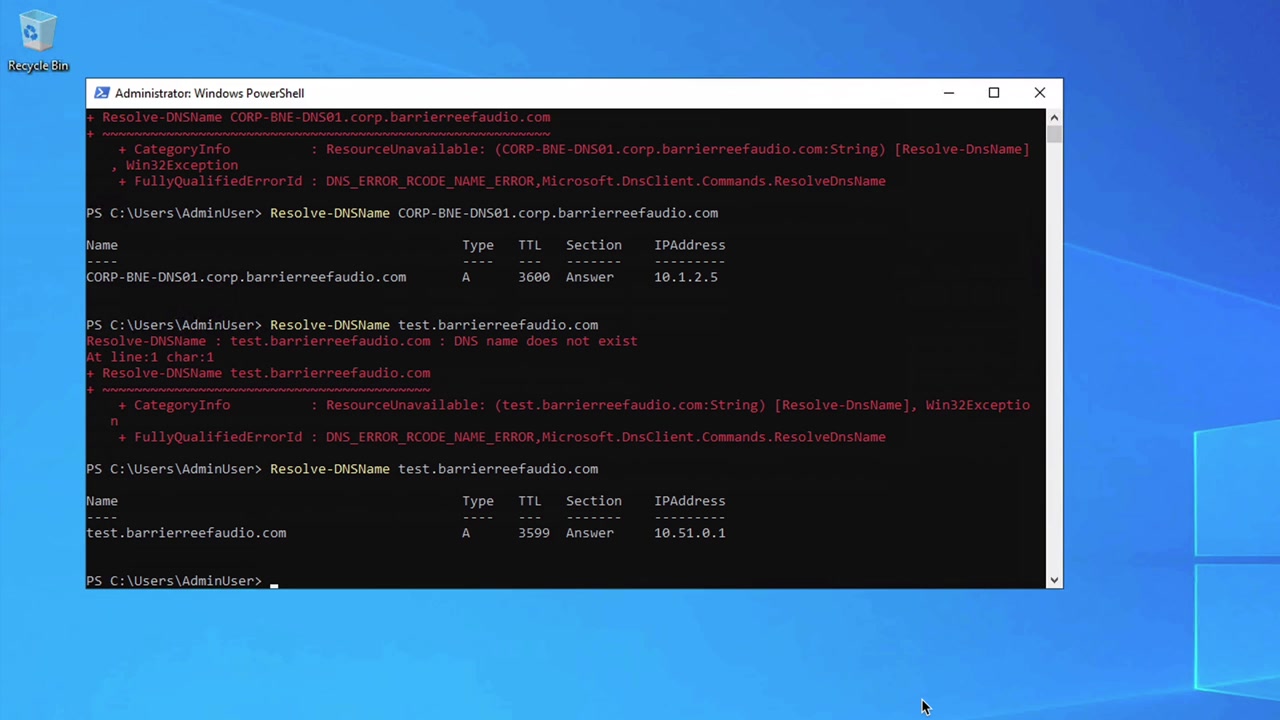 Recycle Bin
Administrator: Windows PowerShell
+ Resolve-DNSName CORP-BNE-DNS01.corp.barrierreefaudio.com
+ ~~~~~~~~~~~~~~~~~~~~~~~~~~~~~~~~~~~~~~~~~~~~~~~~~~~~~~~~
+ CategoryInfo : ResourceUnavailable: (CORP-BNE-DNS01.corp.barrierreefaudio.com:String) [Resolve-DnsName]
, Win32Exception
+ FullyQualifiedErrorId : DNS_ERROR_RCODE_NAME_ERROR,Microsoft.DnsClient.Commands.ResolveDnsName
PS C:\Users\AdminUser> Resolve-DNSName CORP-BNE-DNS01.corp.barrierreefaudio.com
Name Type TTL Section IPAddress
---- ---- --- ------- ---------
CORP-BNE-DNS01.corp.barrierreefaudio.com A 3600 Answer 10.1.2.5
PS C:\Users\AdminUser> Resolve-DNSName test.barrierreefaudio.com
Resolve-DNSName : test.barrierreefaudio.com : DNS name does not exist
At line:1 char:1
+ Resolve-DNSName test.barrierreefaudio.com
+ ~~~~~~~~~~~~~~~~~~~~~~~~~~~~~~~~~~~~~~~~~
+ CategoryInfo : ResourceUnavailable: (test.barrierreefaudio.com:String) [Resolve-DnsName], Win32Exceptio
n
+ FullyQualifiedErrorId : DNS_ERROR_RCODE_NAME_ERROR,Microsoft.DnsClient.Commands.ResolveDnsName
PS C:\Users\AdminUser> Resolve-DNSName test.barrierreefaudio.com
Name Type TTL Section IPAddress
---- ---- --- ------- ---------
test.barrierreefaudio.com A 3599 Answer 10.51.0.1
PS C:\Users\AdminUser>